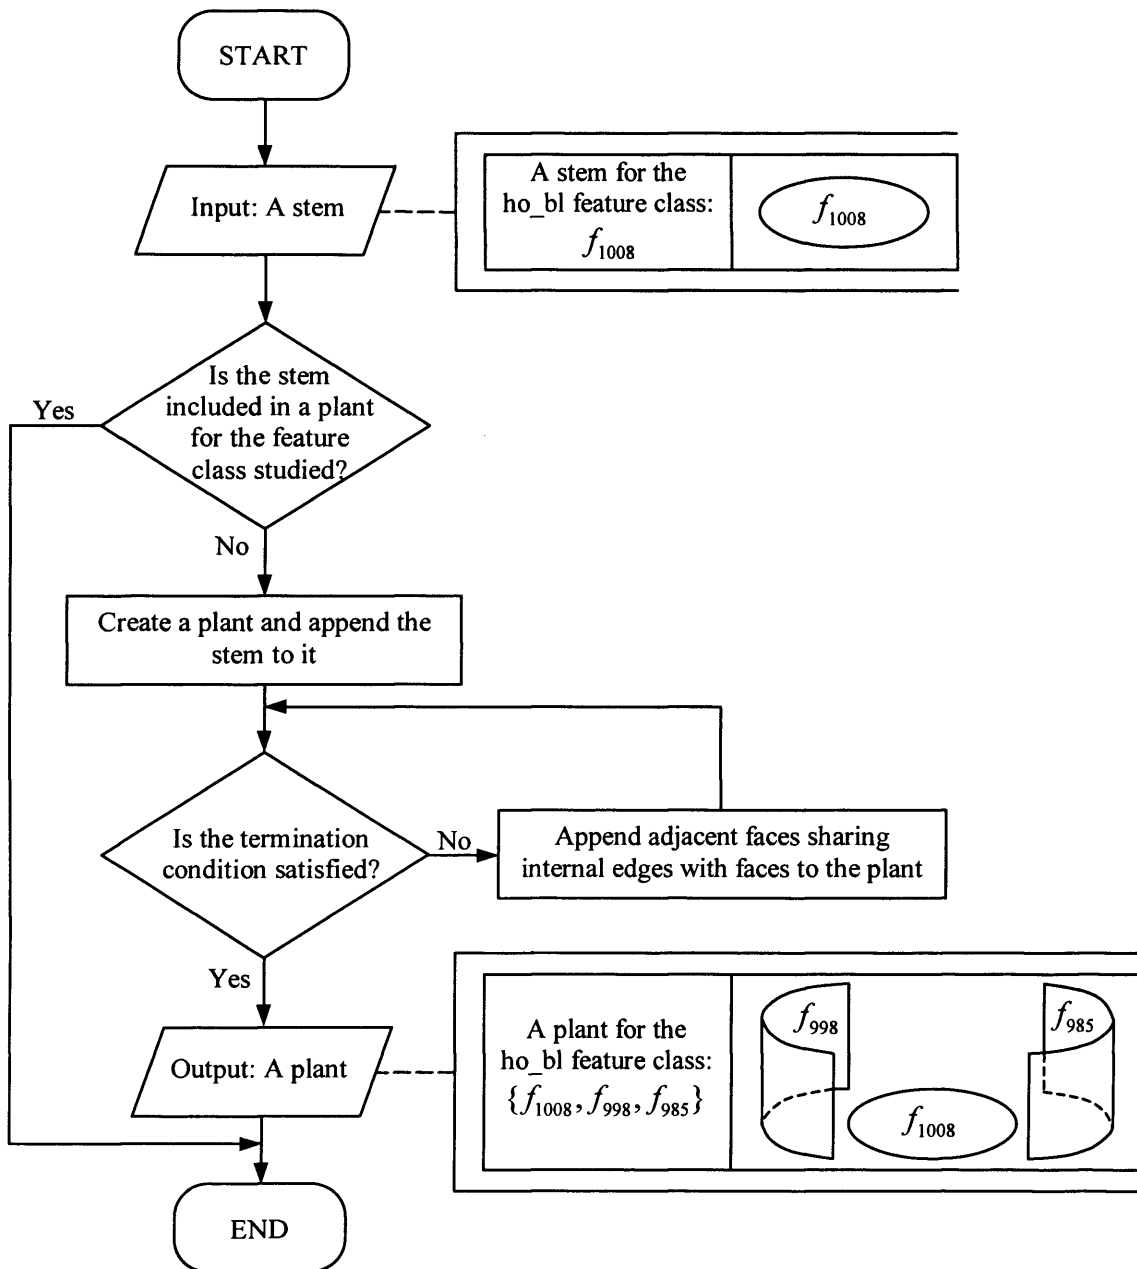 START
Input: A stem
A stem for the
ho_bl feature class:
f1008
f1008
Is the stem
included in a plant
for the feature
class studied?
Yes
No
Create a plant and append the
stem to it
Is the termination
condition satisfied?
No
Append adjacent faces sharing
internal edges with faces to the plant
Yes
Output: A plant
A plant for the
ho_bl feature class:
{f1008, f998, f985}
f998
f985
f1008
END